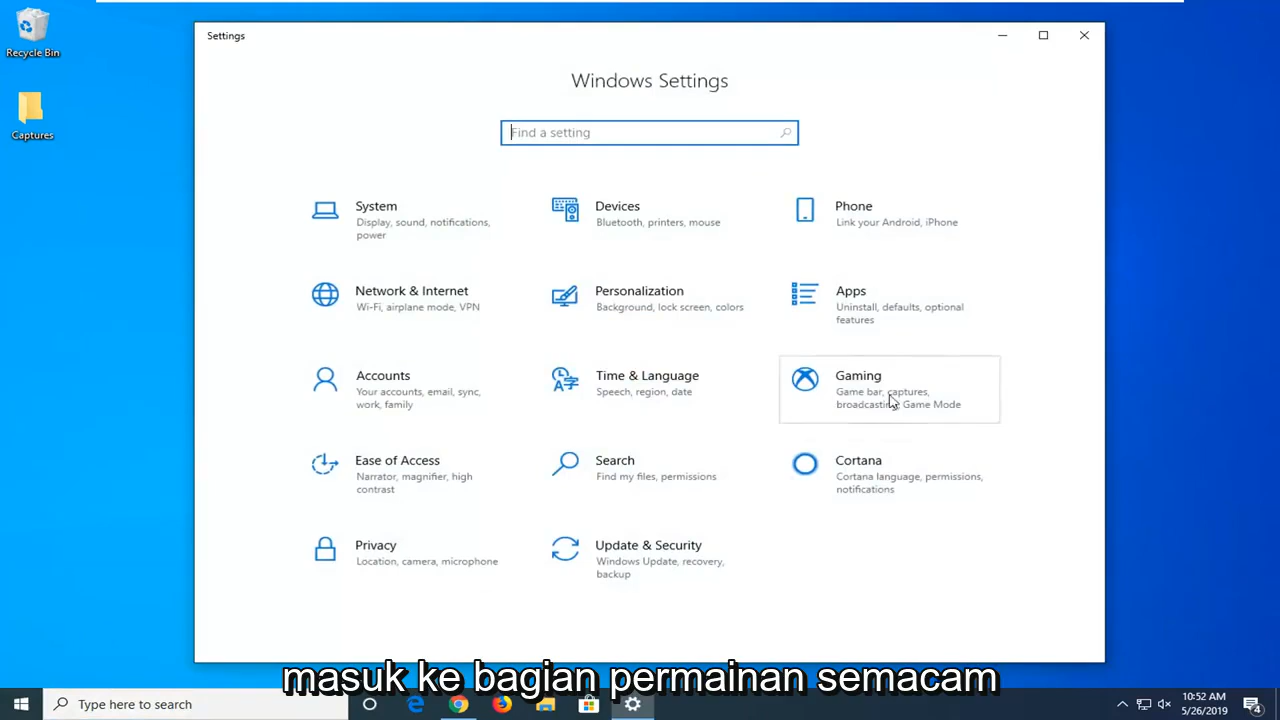 Recycle Bin
Captures
Settings
Windows Settings
Find a setting
System
Display, sound, notifications,
power
Devices
Bluetooth, printers, mouse
Phone
Link your Android, iPhone
Network & Internet
Wi-Fi, airplane mode, VPN
Personalization
Background, lock screen, colors
Apps
Uninstall, defaults, optional
features
Accounts
Your accounts, email, sync,
work, family
Time & Language
Speech, region, date
Gaming
Game bar, captures,
broadcasting, Game Mode
Ease of Access
Narrator, magnifier, high
contrast
Search
Find my files, permissions
Cortana
Cortana language, permissions,
notifications
Privacy
Location, camera, microphone
Update & Security
Windows Update, recovery,
backup
masuk ke bagian permainan semacam
Type here to search
10:52 AM
5/26/2019
4